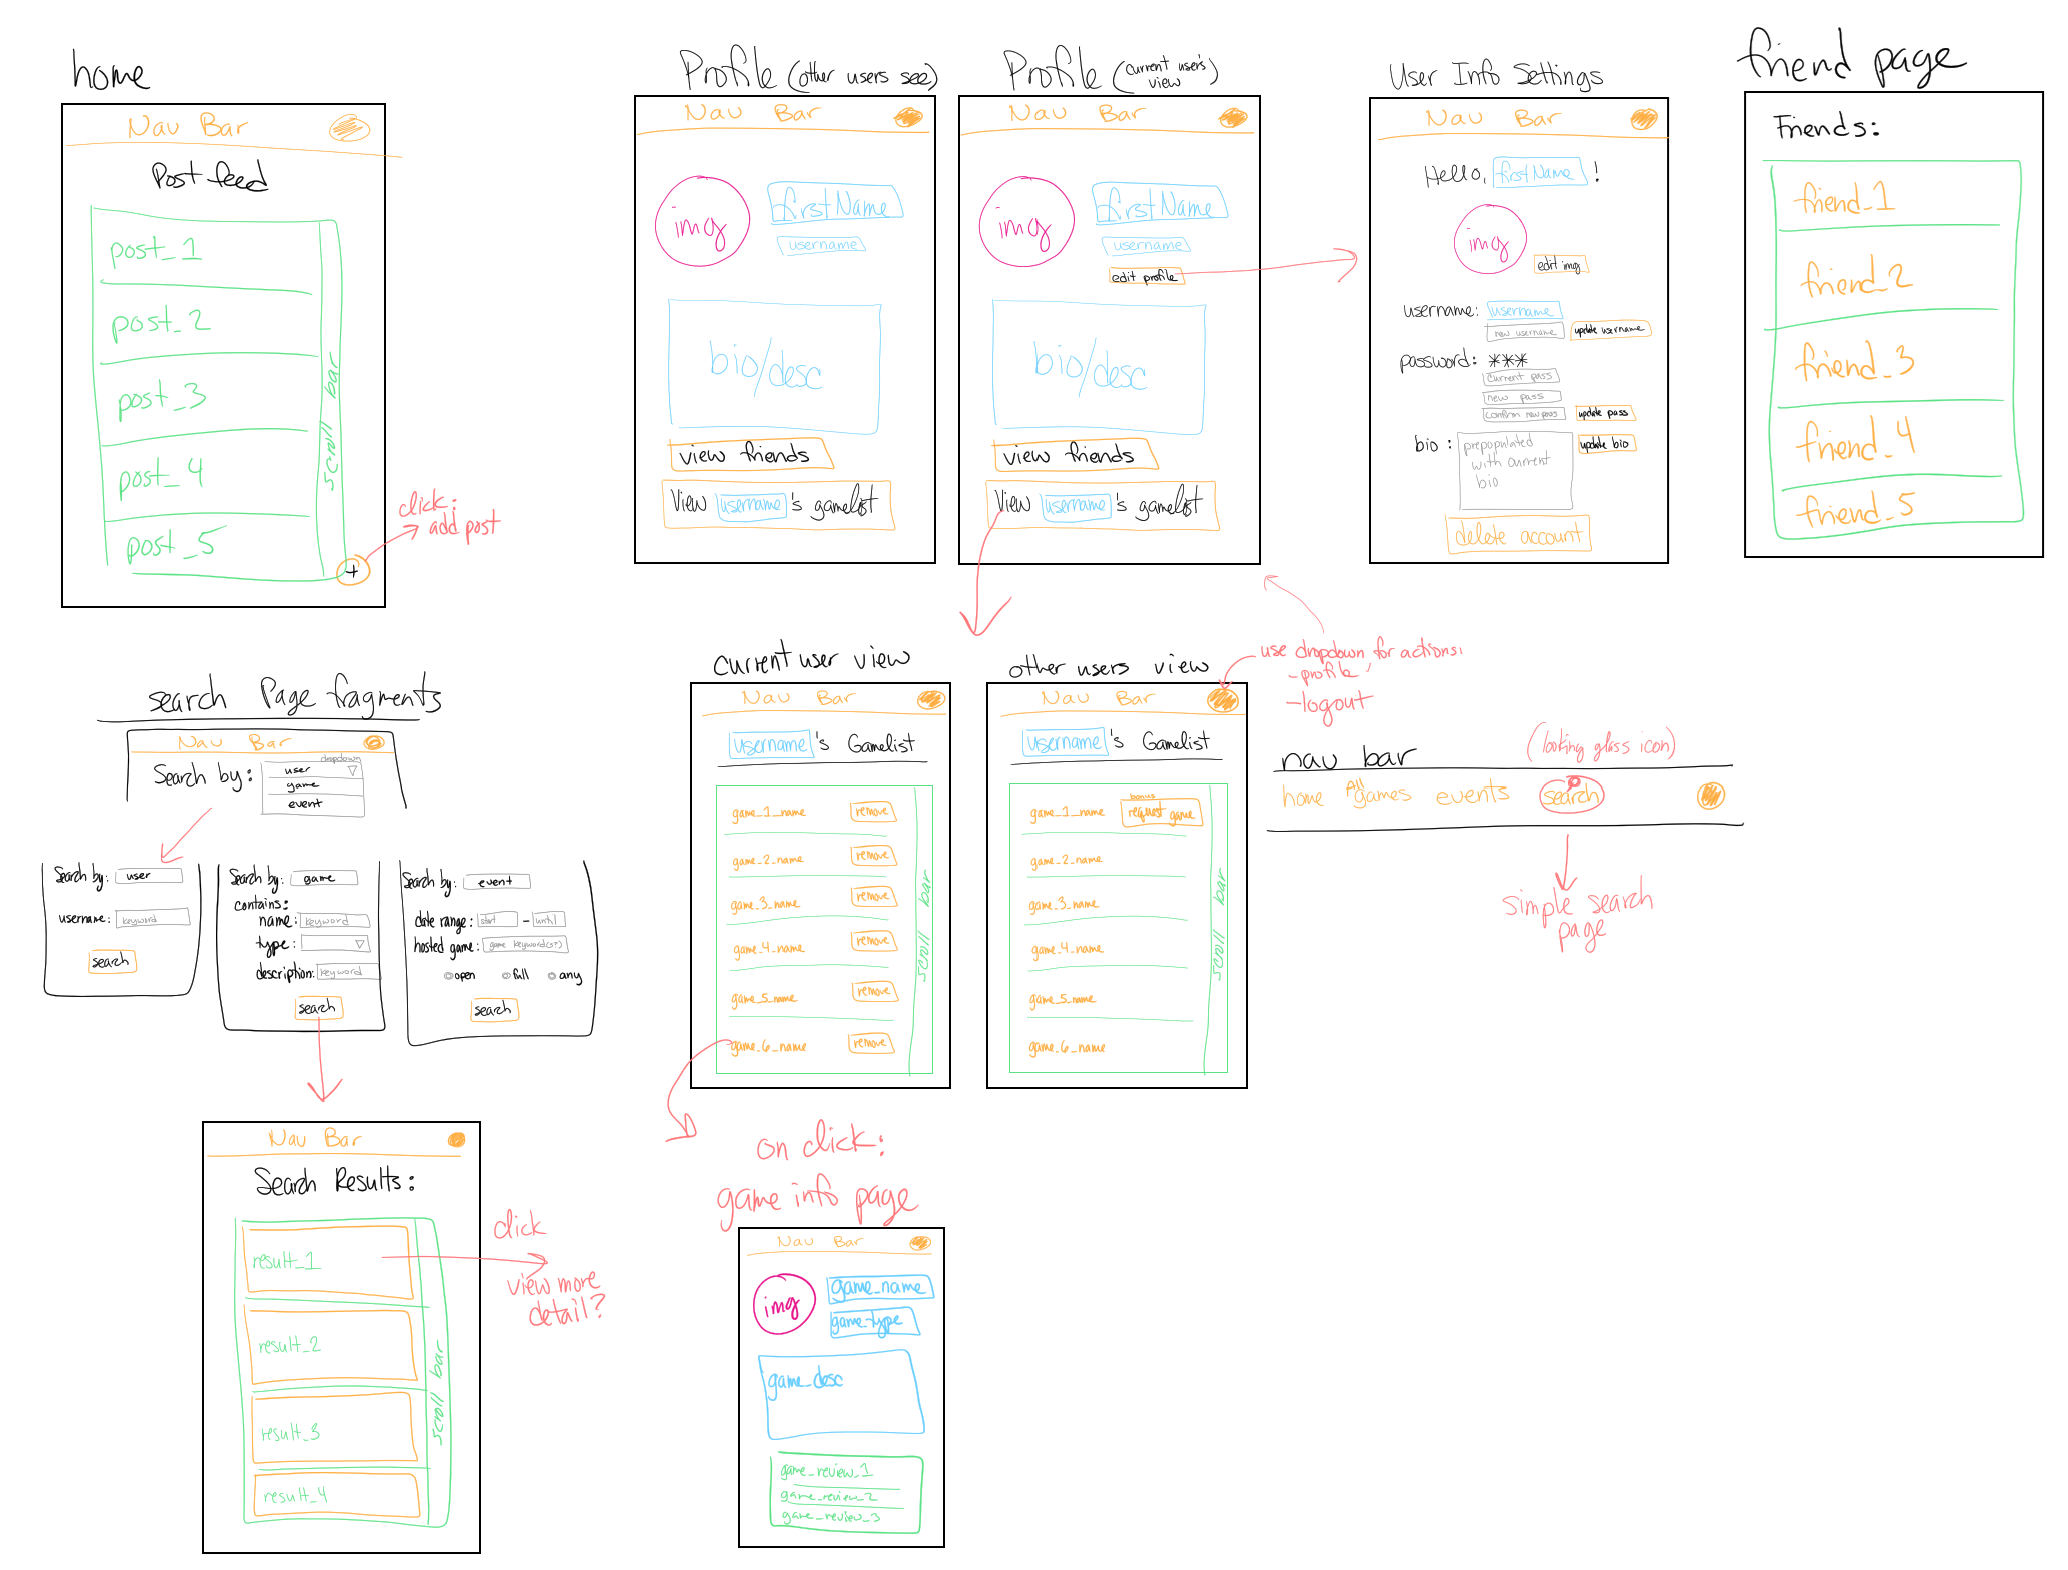 home
Nav Bar
Post feed
post_1
post_2
post_3
post_4
post_5
scroll bar
+
click:
add post
Profile (other users see)
Nav Bar
img
firstName
username
bio/desc
view friends
View username's gamelist
Profile (current user's view)
Nav Bar
img
firstName
username
edit profile
bio/desc
view friends
View username's gamelist
User Info Settings
Nav Bar
Hello, firstName!
img
edit img
username: username
new username update username
password: ***
current pass
new pass
confirm new pass update pass
bio: prepopulated update bio
with current
bio
delete account
friend page
Friends:
friend_1
friend_2
friend_3
friend_4
friend_5
search Page fragments
Nav Bar
dropdown
Search by: user
game
event
Search by: user
username: keyword
search
Search by: game
contains:
name: keyword
type:
description: keyword
search
Search by: event
date range: start - until
hosted game: game keyword(s?)
open full any
search
Nav Bar
Search Results:
result_1
result_2
result_3
result_4
scroll bar
click
view more
detail?
current user view
Nav Bar
username's Gamelist
game_1_name remove
game_2_name remove
game_3_name remove
game_4_name remove
game_5_name remove
game_6_name remove
scroll bar
other users view
Nav Bar
username's Gamelist
bonus
game_1_name request game
game_2_name
game_3_name
game_4_name
game_5_name
game_6_name
scroll bar
use dropdown for actions:
-profile
-logout
nav bar
(looking glass icon)
home All games events search
simple search
page
on click:
game info page
Nav Bar
img
game_name
game_type
game_desc
game_review_1
game_review_2
game_review_3